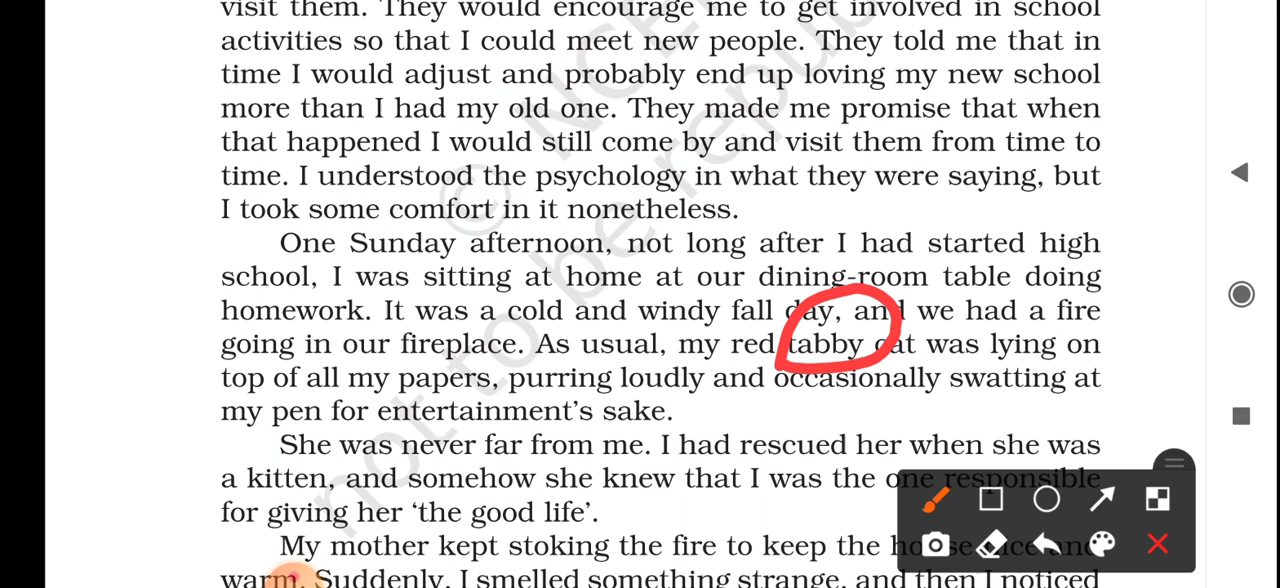 visit them. They would encourage me to get involved in school
activities so that I could meet new people. They told me that in
time I would adjust and probably end up loving my new school
more than I had my old one. They made me promise that when
that happened I would still come by and visit them from time to
time. I understood the psychology in what they were saying, but
I took some comfort in it nonetheless.
One Sunday afternoon, not long after I had started high
school, I was sitting at home at our dining-room table doing
homework. It was a cold and windy fall day, and we had a fire
going in our fireplace. As usual, my red tabby cat was lying on
top of all my papers, purring loudly and occasionally swatting at
my pen for entertainment's sake.
She was never far from me. I had rescued her when she was
a kitten, and somehow she knew that I was the one responsible
for giving her ‘the good life’.
My mother kept stoking the fire to keep the house nice and
warm. Suddenly, I smelled something strange, and then I noticed
© NCE
not to be repub